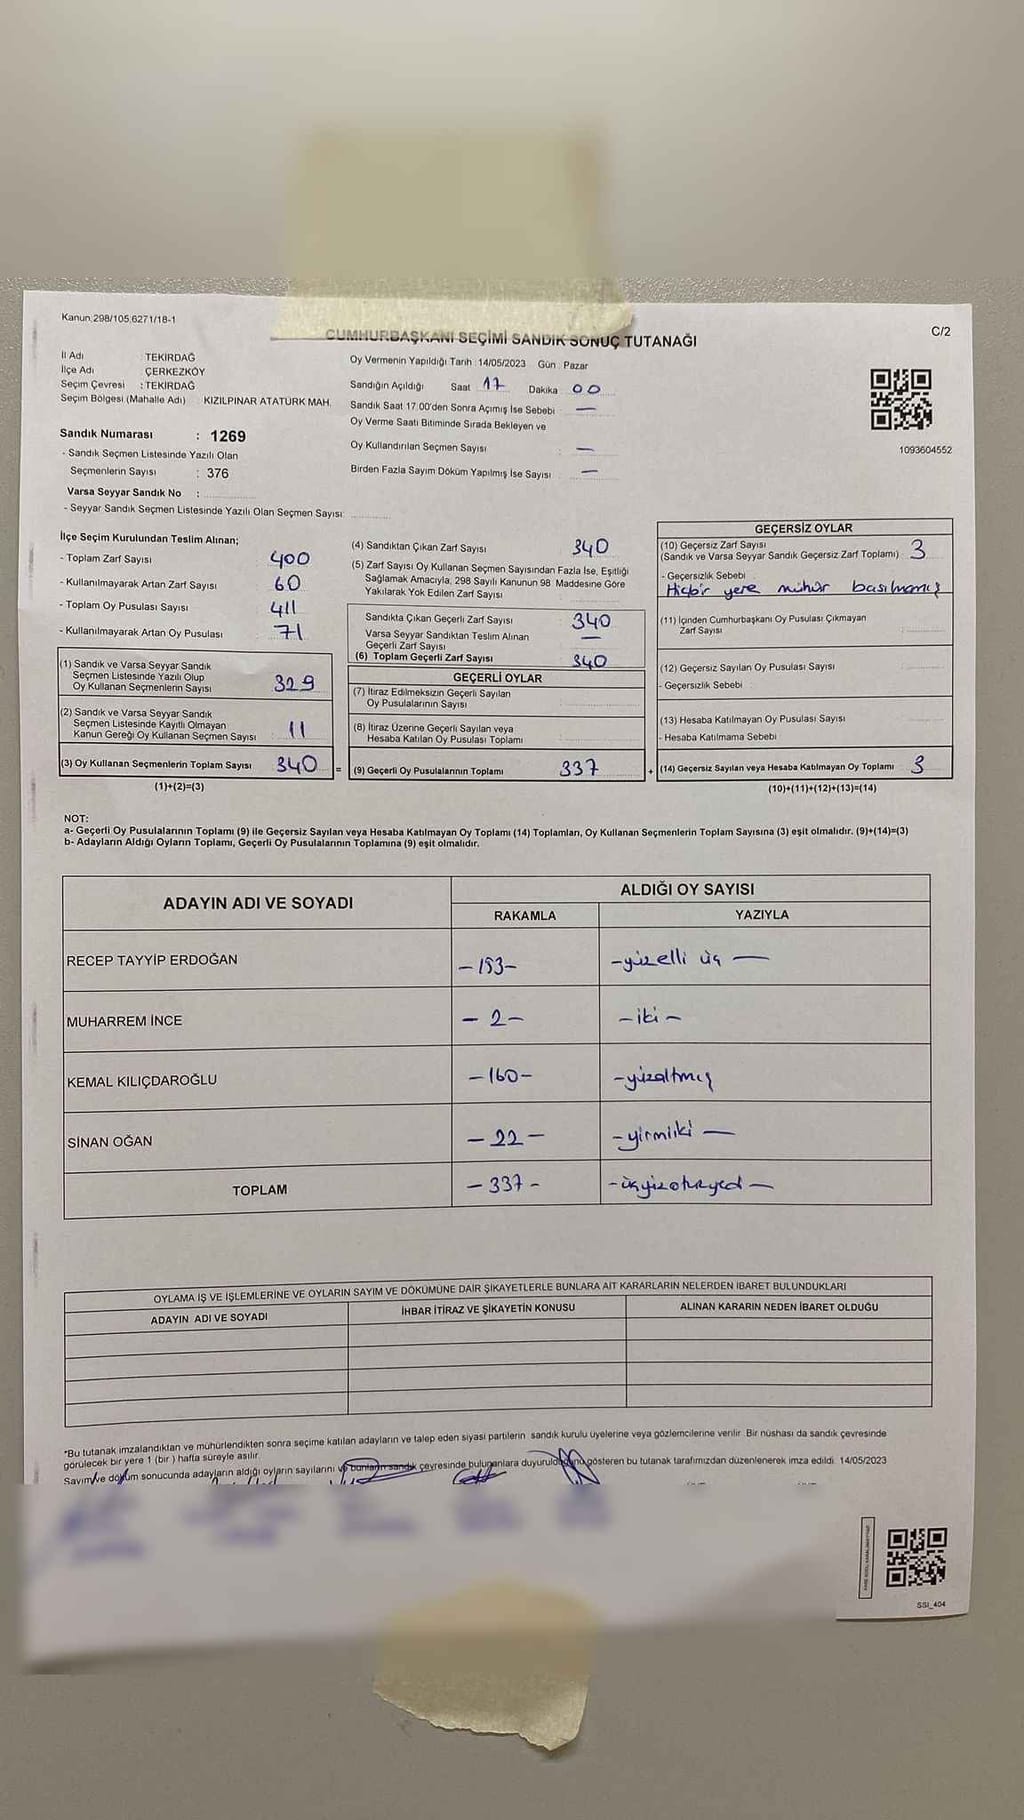 Kanun:298/105,6271/18-1
C/2
CUMHURBAŞKANI SEÇİMİ SANDIK SONUÇ TUTANAĞI
İl Adı TEKİRDAĞ
İlçe Adı : ÇERKEZKÖY
Seçim Çevresi : TEKİRDAĞ
Seçim Bölgesi (Mahalle Adı) : KIZILPINAR ATATÜRK MAH.
Oy Vermenin Yapıldığı Tarih : 14/05/2023 Gün : Pazar
Sandığın Açıldığı Saat 17 Dakika 00
Sandık Saat 17.00'den Sonra Açımış İse Sebebi —
Oy Verme Saati Bitiminde Sırada Bekleyen ve
Oy Kullandırılan Seçmen Sayısı —
Birden Fazla Sayım Döküm Yapılmış İse Sayısı —
1093604552
Sandık Numarası : 1269
- Sandık Seçmen Listesinde Yazılı Olan
Seçmenlerin Sayısı : 376
Varsa Seyyar Sandık No :
- Seyyar Sandık Seçmen Listesinde Yazılı Olan Seçmen Sayısı:
İlçe Seçim Kurulundan Teslim Alınan;
- Toplam Zarf Sayısı 400
- Kullanılmayarak Artan Zarf Sayısı 60
- Toplam Oy Pusulası Sayısı 411
- Kullanılmayarak Artan Oy Pusulası 71
(1) Sandık ve Varsa Seyyar Sandık
Seçmen Listesinde Yazılı Olup
Oy Kullanan Seçmenlerin Sayısı 329
(2) Sandık ve Varsa Seyyar Sandık
Seçmen Listesinde Kayıtlı Olmayan
Kanun Gereği Oy Kullanan Seçmen Sayısı 11
(3) Oy Kullanan Seçmenlerin Toplam Sayısı 340 =
(1)+(2)=(3)
(4) Sandıktan Çıkan Zarf Sayısı 340
(5) Zarf Sayısı Oy Kullanan Seçmen Sayısından Fazla İse, Eşitliği
Sağlamak Amacıyla, 298 Sayılı Kanunun 98. Maddesine Göre
Yakılarak Yok Edilen Zarf Sayısı
Sandıkta Çıkan Geçerli Zarf Sayısı 340
Varsa Seyyar Sandıktan Teslim Alınan
Geçerli Zarf Sayısı —
(6) Toplam Geçerli Zarf Sayısı 340
GEÇERLİ OYLAR
(7) İtiraz Edilmeksizin Geçerli Sayılan
Oy Pusulalarının Sayısı
(8) İtiraz Üzerine Geçerli Sayılan veya
Hesaba Katılan Oy Pusulası Toplamı
(9) Geçerli Oy Pusulalarının Toplamı 337 +
GEÇERSİZ OYLAR
(10) Geçersiz Zarf Sayısı
(Sandık ve Varsa Seyyar Sandık Geçersiz Zarf Toplamı) 3
- Geçersizlik Sebebi
Hiçbir yere mühür basılmamış
(11) İçinden Cumhurbaşkanı Oy Pusulası Çıkmayan
Zarf Sayısı
(12) Geçersiz Sayılan Oy Pusulası Sayısı
- Geçersizlik Sebebi
(13) Hesaba Katılmayan Oy Pusulası Sayısı
- Hesaba Katılmama Sebebi
(14) Geçersiz Sayılan veya Hesaba Katılmayan Oy Toplamı 3
(10)+(11)+(12)+(13)=(14)
NOT:
a- Geçerli Oy Pusulalarının Toplamı (9) ile Geçersiz Sayılan veya Hesaba Katılmayan Oy Toplamı (14) Toplamları, Oy Kullanan Seçmenlerin Toplam Sayısına (3) eşit olmalıdır. (9)+(14)=(3)
b- Adayların Aldığı Oyların Toplamı, Geçerli Oy Pusulalarının Toplamına (9) eşit olmalıdır.
ADAYIN ADI VE SOYADI
ALDIĞI OY SAYISI
RAKAMLA YAZIYLA
RECEP TAYYİP ERDOĞAN -153- -yüzelli üç —
MUHARREM İNCE - 2 - -iki-
KEMAL KILIÇDAROĞLU -160- -yüzaltmış
SİNAN OĞAN - 22 - -yirmiiki —
TOPLAM - 337 - -üçyüzotuzyedi —
OYLAMA İŞ VE İŞLEMLERİNE VE OYLARIN SAYIM VE DÖKÜMÜNE DAİR ŞİKAYETLERLE BUNLARA AİT KARARLARIN NELERDEN İBARET BULUNDUKLARI
ADAYIN ADI VE SOYADI İHBAR İTİRAZ VE ŞİKAYETİN KONUSU ALINAN KARARIN NEDEN İBARET OLDUĞU
*Bu tutanak imzalandıktan ve mühürlendikten sonra seçime katılan adayların ve talep eden siyasi partilerin sandık kurulu üyelerine veya gözlemcilerine verilir. Bir nüshası da sandık çevresinde
görülecek bir yere 1 (bir ) hafta süreyle asılır.
Sayım ve döküm sonucunda adayların aldığı oyların sayılarını ve bunların sandık çevresinde bulunanlara duyurulduğunu gösteren bu tutanak tarafımızdan düzenlenerek imza edildi. 14/05/2023
SSI_404